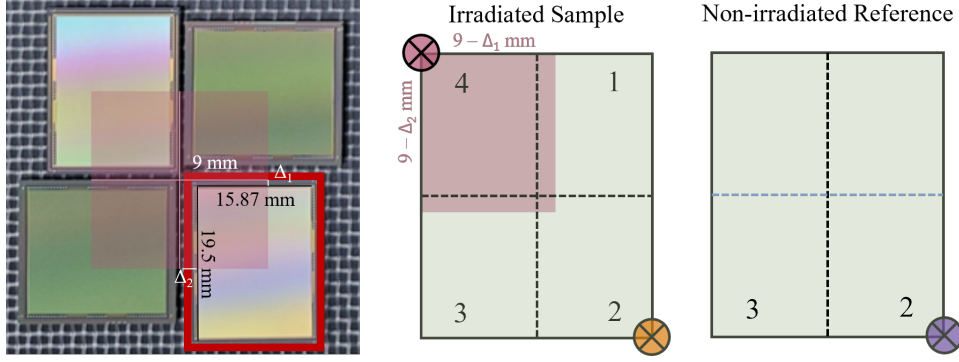 Irradiated Sample
Non-irradiated Reference
9 − Δ1 mm
9 − Δ2 mm
4
1
3
2
3
2
9 mm
Δ1
15.87 mm
19.5 mm
Δ2